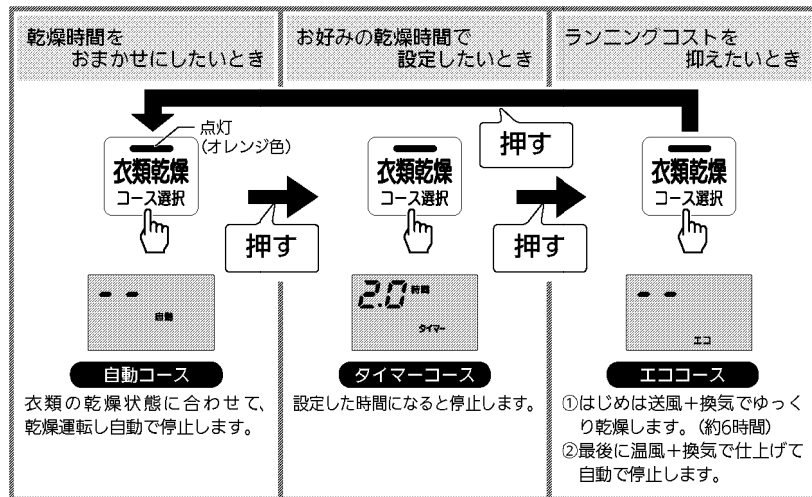 乾燥時間を
おまかせにしたいとき
お好みの乾燥時間で
設定したいとき
ランニングコストを
抑えたいとき
点灯
(オレンジ色)
衣類乾燥
コース選択
押す
衣類乾燥
コース選択
押す
押す
衣類乾燥
コース選択
-- 自動
2.0 時間
タイマー
-- エコ
自動コース
衣類の乾燥状態に合わせて、
乾燥運転し自動で停止します。
タイマーコース
設定した時間になると停止します。
エココース
①はじめは送風+換気でゆっく
り乾燥します。(約6時間)
②最後に温風+換気で仕上げて
自動で停止します。